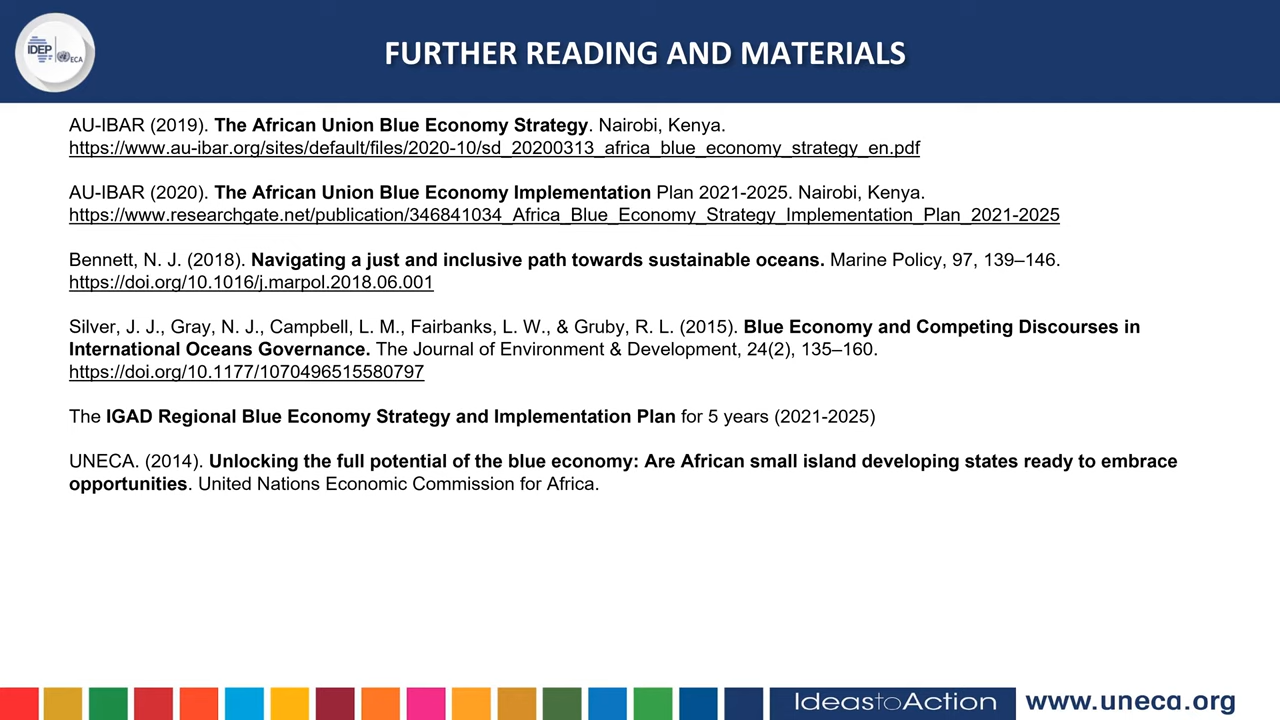 IDEP
ECA
FURTHER READING AND MATERIALS
AU-IBAR (2019). The African Union Blue Economy Strategy. Nairobi, Kenya.
https://www.au-ibar.org/sites/default/files/2020-10/sd_20200313_africa_blue_economy_strategy_en.pdf
AU-IBAR (2020). The African Union Blue Economy Implementation Plan 2021-2025. Nairobi, Kenya.
https://www.researchgate.net/publication/346841034_Africa_Blue_Economy_Strategy_Implementation_Plan_2021-2025
Bennett, N. J. (2018). Navigating a just and inclusive path towards sustainable oceans. Marine Policy, 97, 139–146.
https://doi.org/10.1016/j.marpol.2018.06.001
Silver, J. J., Gray, N. J., Campbell, L. M., Fairbanks, L. W., & Gruby, R. L. (2015). Blue Economy and Competing Discourses in
International Oceans Governance. The Journal of Environment & Development, 24(2), 135–160.
https://doi.org/10.1177/1070496515580797
The IGAD Regional Blue Economy Strategy and Implementation Plan for 5 years (2021-2025)
UNECA. (2014). Unlocking the full potential of the blue economy: Are African small island developing states ready to embrace
opportunities. United Nations Economic Commission for Africa.
IdeastoAction
www.uneca.org